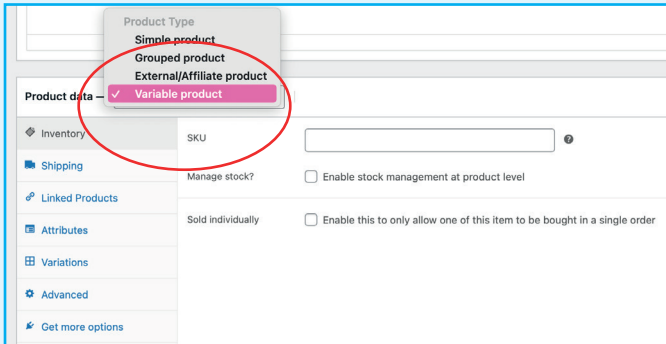 Product Type
Simple product
Grouped product
External/Affiliate product
Product data —
✓ Variable product
Inventory
SKU
Shipping
Manage stock?
Enable stock management at product level
Linked Products
Sold individually
Enable this to only allow one of this item to be bought in a single order
Attributes
Variations
Advanced
Get more options